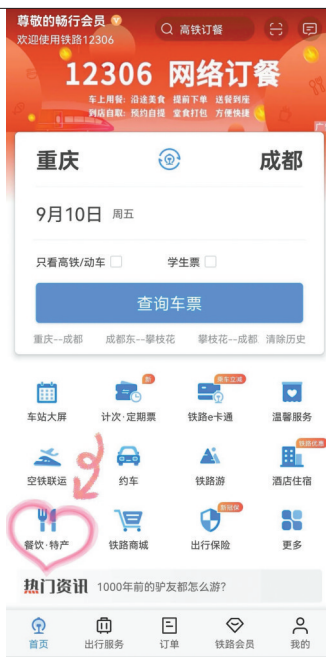 尊敬的畅行会员
欢迎使用铁路12306
高铁订餐
12306 网络订餐
车上用餐:沿途美食 提前下单 送餐到座
到店自取:预约自提 堂食打包 方便快捷
重庆 成都
9月10日 周五
只看高铁/动车 学生票
查询车票
重庆--成都 成都东--攀枝花 攀枝花--成都 清除历史
车站大屏 计次·定期票 铁路e卡通 温馨服务
铁路优惠
空铁联运 约车 铁路游 酒店住宿
餐饮·特产 铁路商城 出行保险 更多
热门资讯 1000年前的驴友都怎么游?
首页 出行服务 订单 铁路会员 我的